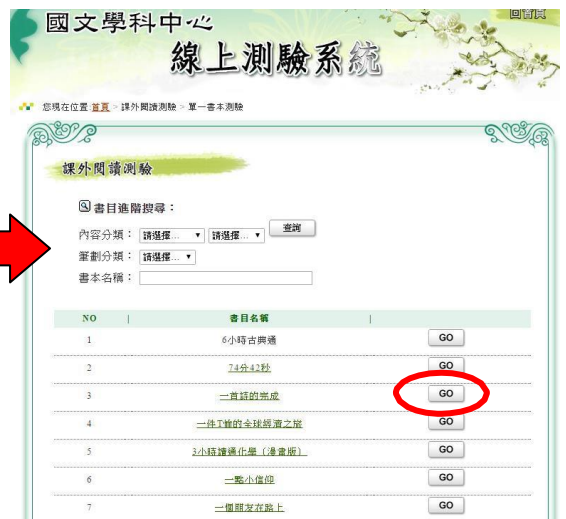 回首頁
國文學科中心
線上測驗系統
您現在位置:首頁 > 課外閱讀測驗 > 單一書本測驗
課外閱讀測驗
書目進階搜尋：
內容分類： 請選擇... 請選擇... 查詢
筆劃分類： 請選擇...
書本名稱：
NO | 書目名稱 |
1 6小時古典通 GO
2 74分42秒 GO
3 一首詩的完成 GO
4 一件T恤的全球經濟之旅 GO
5 3小時讀通化學（漫畫版） GO
6 一點小信仰 GO
7 一個朋友在路上 GO